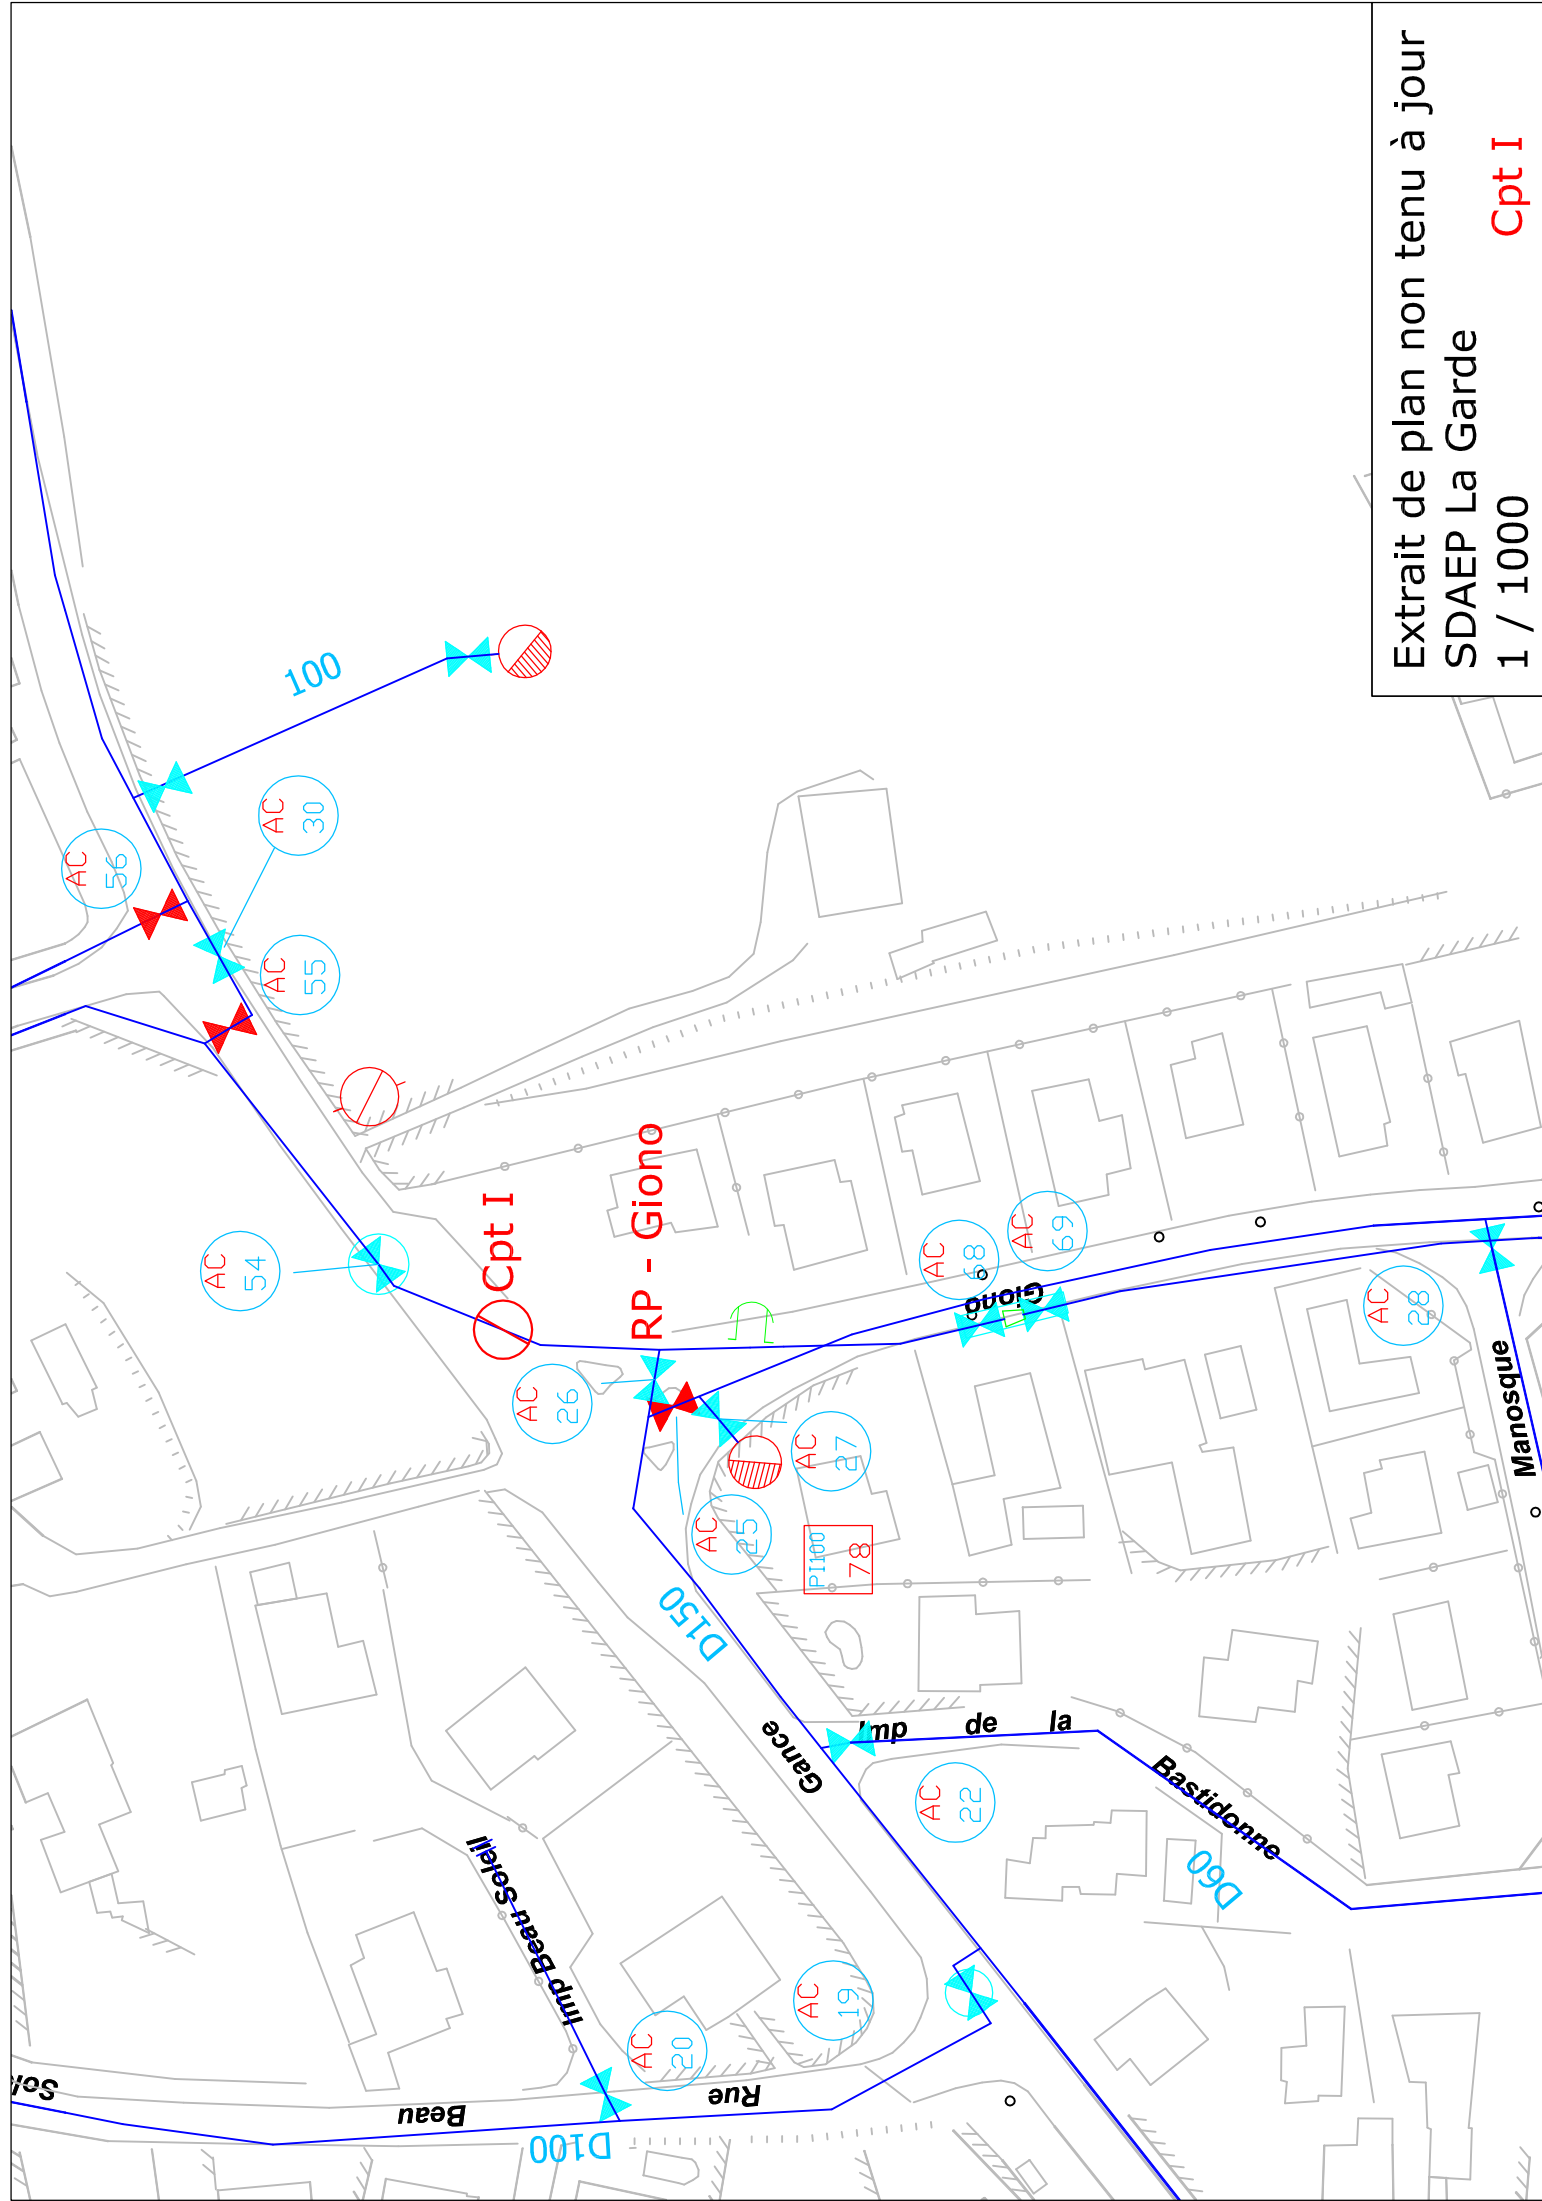 Extrait de plan non tenu à jour
SDAEP La Garde
1 / 1000
Cpt I
AC
56
AC
30
AC
55
100
AC
54
Cpt I
RP - Giono
AC
26
AC
68
AC
69
Giono
AC
28
Manosque
AC
27
AC
25
PI100
78
D150
Gance
Imp de la
Bastidonne
D60
AC
22
Imp Beau Soleil
AC
19
AC
20
Rue
Beau
D100